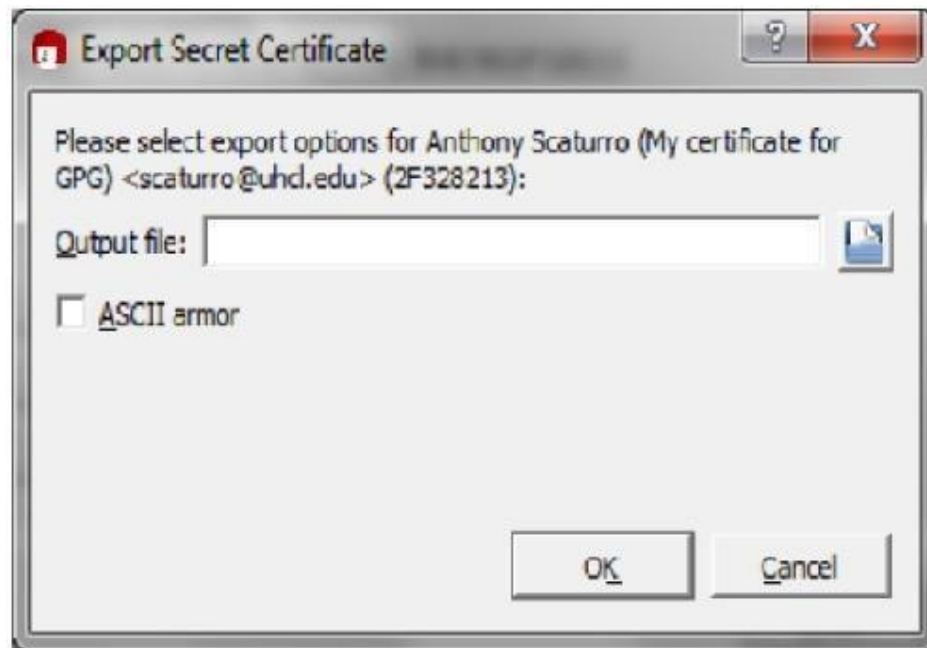 Export Secret Certificate
? X
Please select export options for Anthony Scaturro (My certificate for
GPG) <scaturro@uhcl.edu> (2F328213):
Output file:
ASCII armor
OK Cancel